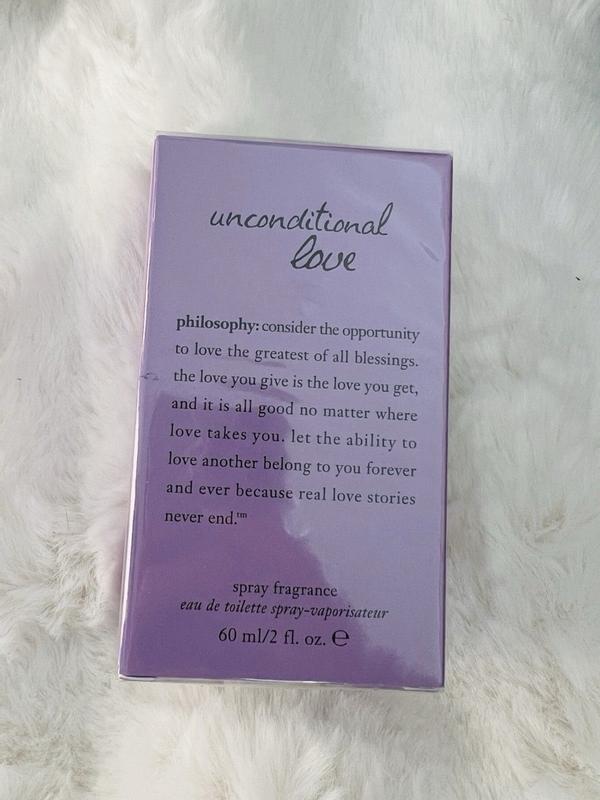 unconditional
love
philosophy: consider the opportunity
to love the greatest of all blessings.
the love you give is the love you get,
and it is all good no matter where
love takes you. let the ability to
love another belong to you forever
and ever because real love stories
never end.™
spray fragrance
eau de toilette spray-vaporisateur
60 ml/2 fl. oz. ℮